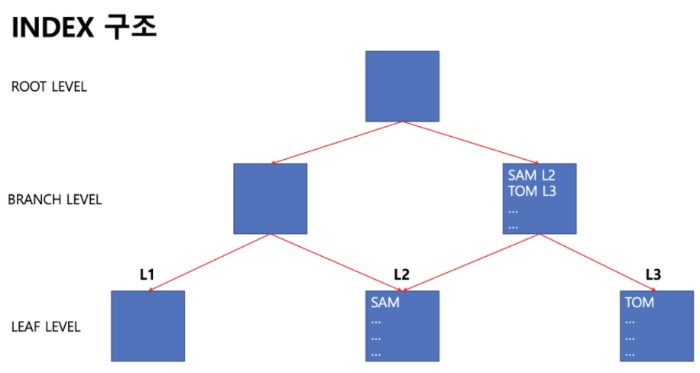 INDEX 구조
ROOT LEVEL
BRANCH LEVEL
SAM L2
TOM L3
...
...
L1
L2
L3
LEAF LEVEL
SAM
...
...
...
TOM
...
...
...